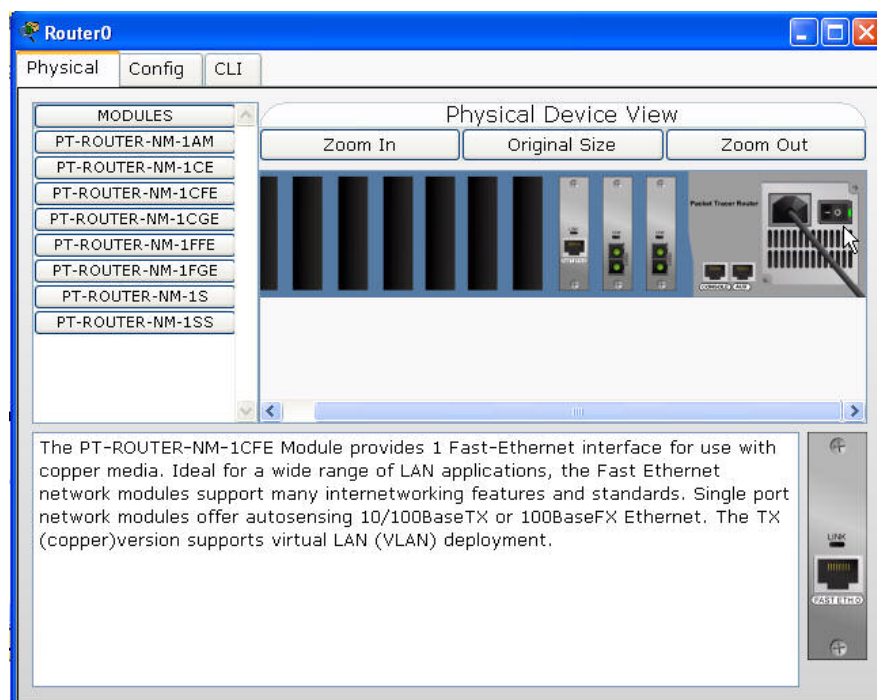 Router0
Physical Config CLI
MODULES
PT-ROUTER-NM-1AM
PT-ROUTER-NM-1CE
PT-ROUTER-NM-1CFE
PT-ROUTER-NM-1CGE
PT-ROUTER-NM-1FFE
PT-ROUTER-NM-1FGE
PT-ROUTER-NM-1S
PT-ROUTER-NM-1SS
Physical Device View
Zoom In Original Size Zoom Out
Packet Tracer Router
CONSOLE AUX
The PT-ROUTER-NM-1CFE Module provides 1 Fast-Ethernet interface for use with
copper media. Ideal for a wide range of LAN applications, the Fast Ethernet
network modules support many internetworking features and standards. Single port
network modules offer autosensing 10/100BaseTX or 100BaseFX Ethernet. The TX
(copper)version supports virtual LAN (VLAN) deployment.
LINK
FAST ETH 0